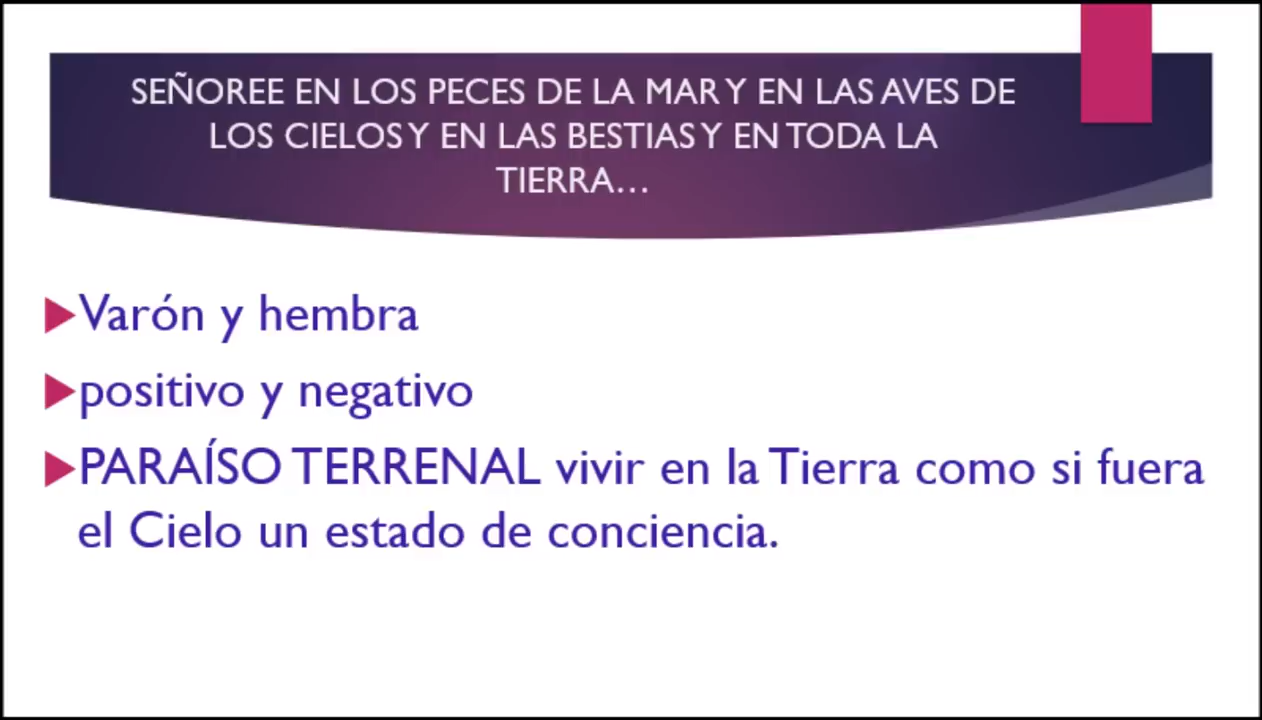 SEÑOREE EN LOS PECES DE LA MAR Y EN LAS AVES DE
LOS CIELOS Y EN LAS BESTIAS Y EN TODA LA
TIERRA…
Varón y hembra
positivo y negativo
PARAÍSO TERRENAL vivir en la Tierra como si fuera
el Cielo un estado de conciencia.